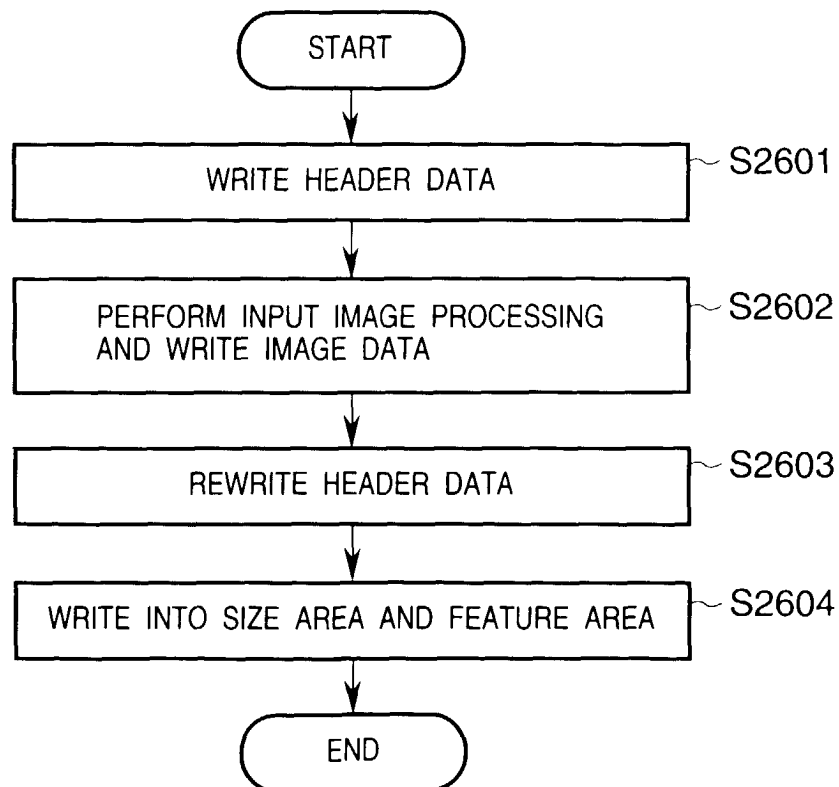 START
WRITE HEADER DATA
S2601
PERFORM INPUT IMAGE PROCESSING
AND WRITE IMAGE DATA
S2602
REWRITE HEADER DATA
S2603
WRITE INTO SIZE AREA AND FEATURE AREA
S2604
END